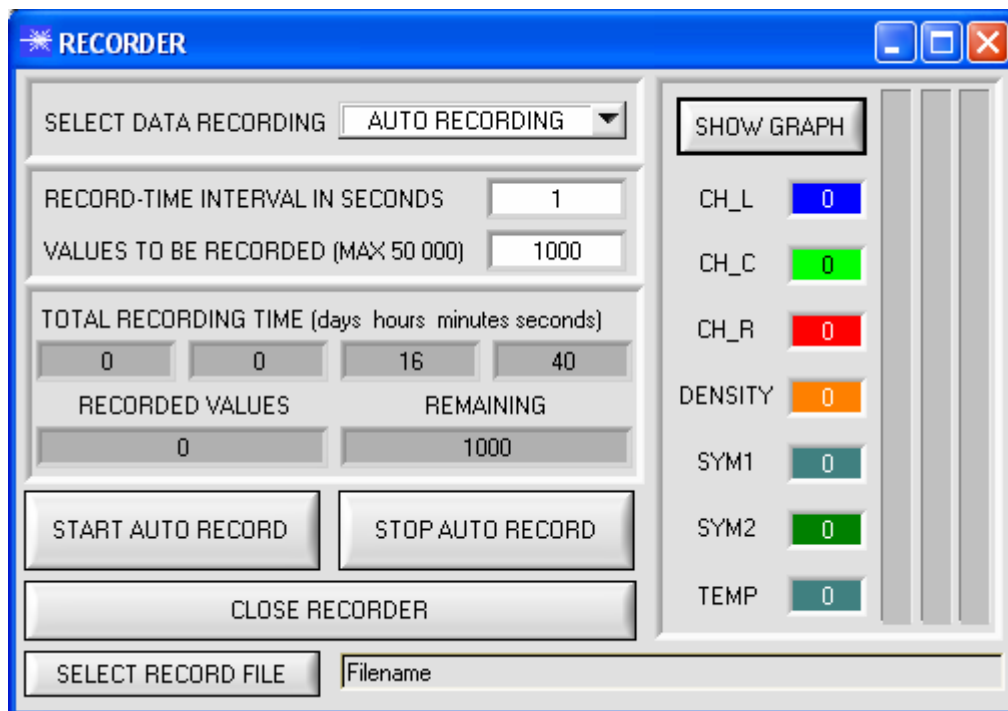 RECORDER
SELECT DATA RECORDING AUTO RECORDING
RECORD-TIME INTERVAL IN SECONDS 1
VALUES TO BE RECORDED (MAX 50 000) 1000
TOTAL RECORDING TIME (days hours minutes seconds)
0 0 16 40
RECORDED VALUES REMAINING
0 1000
START AUTO RECORD STOP AUTO RECORD
CLOSE RECORDER
SELECT RECORD FILE Filename
SHOW GRAPH
CH_L 0
CH_C 0
CH_R 0
DENSITY 0
SYM1 0
SYM2 0
TEMP 0